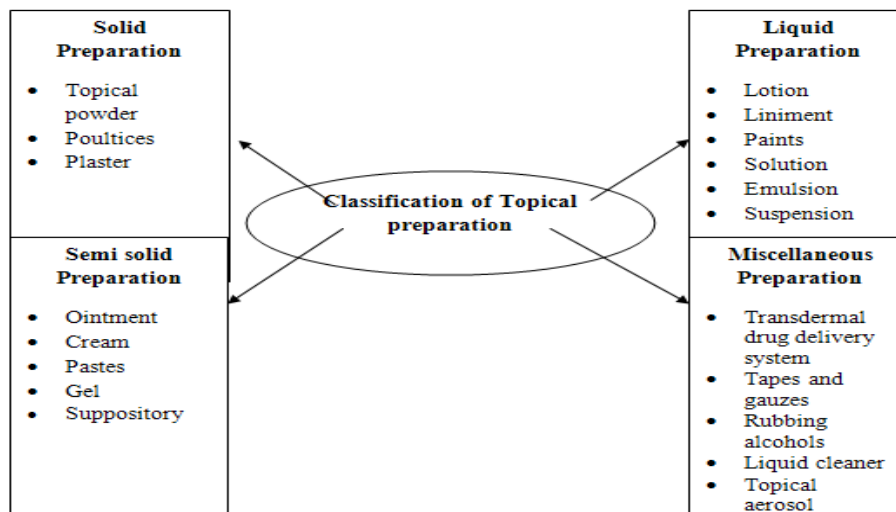 Solid
Preparation
• Topical
powder
• Poultices
• Plaster
Semi solid
Preparation
• Ointment
• Cream
• Pastes
• Gel
• Suppository
Classification of Topical
preparation
Liquid
Preparation
• Lotion
• Liniment
• Paints
• Solution
• Emulsion
• Suspension
Miscellaneous
Preparation
• Transdermal
drug delivery
system
• Tapes and
gauzes
• Rubbing
alcohols
• Liquid cleaner
• Topical
aerosol